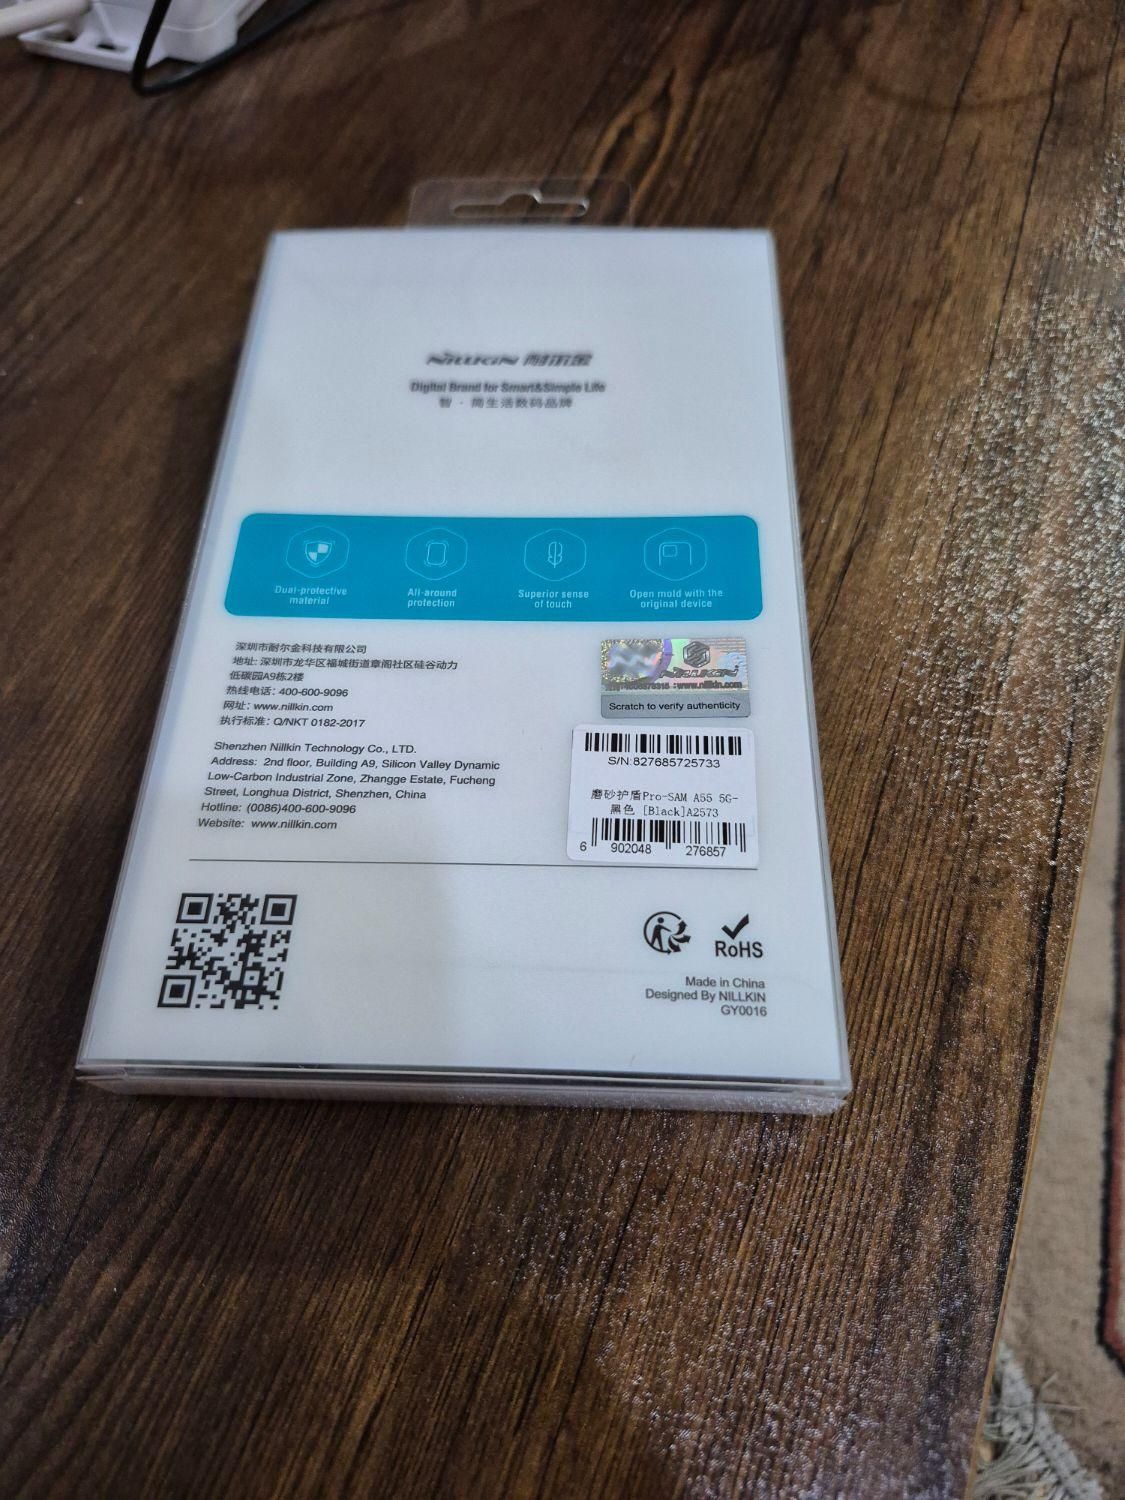 NILLKIN 耐尔金
Digital Brand for Smart&Simple Life
智 · 简生活数码品牌
Dual-protective
material
All-around
protection
Superior sense
of touch
Open mold with the
original device
深圳市耐尔金科技有限公司
地址: 深圳市龙华区福城街道章阁社区硅谷动力
低碳园A9栋2楼
热线电话: 400-600-9096
网址: www.nillkin.com
执行标准: Q/NKT 0182-2017
Shenzhen Nillkin Technology Co., LTD.
Address: 2nd floor, Building A9, Silicon Valley Dynamic
Low-Carbon Industrial Zone, Zhangge Estate, Fucheng
Street, Longhua District, Shenzhen, China
Hotline: (0086)400-600-9096
Website: www.nillkin.com
NILLKIN
www.nillkin.com
Scratch to verify authenticity
S/N:827685725733
磨砂护盾Pro-SAM A55 5G-
黑色 [Black]A2573
6 902048 276857
RoHS
Made in China
Designed By NILLKIN
GY0016